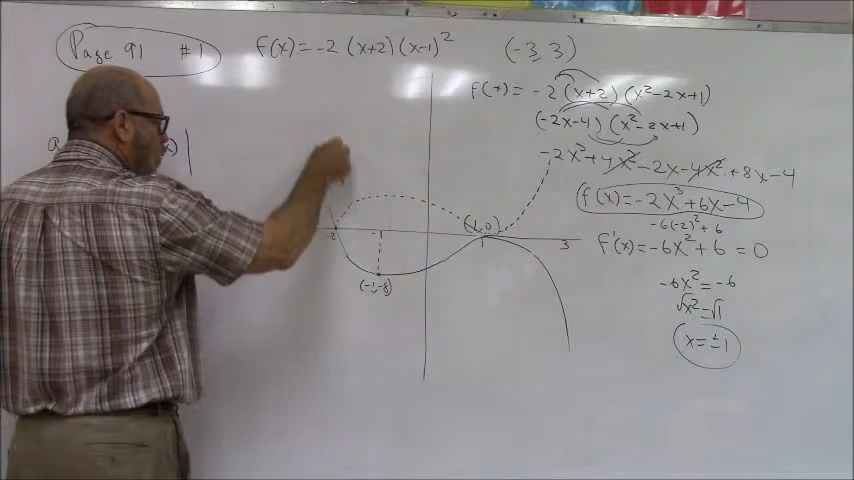 Page 91 #1
f(x) = -2 (x+2)(x-1)² (-3, 3)
f(+) = -2 (x+2) (x²-2x+1)
(-2x-4) (x²-2x+1)
-2x³+4x²-2x-4x²+8x-4
f(x) = -2x³+6x-4
-6(-2)²+6
f'(x) = -6x²+6 = 0
-6x² = -6
√x² = √1
x = ±1
(1,0)
-2 -1 1 3
(-1,-8)